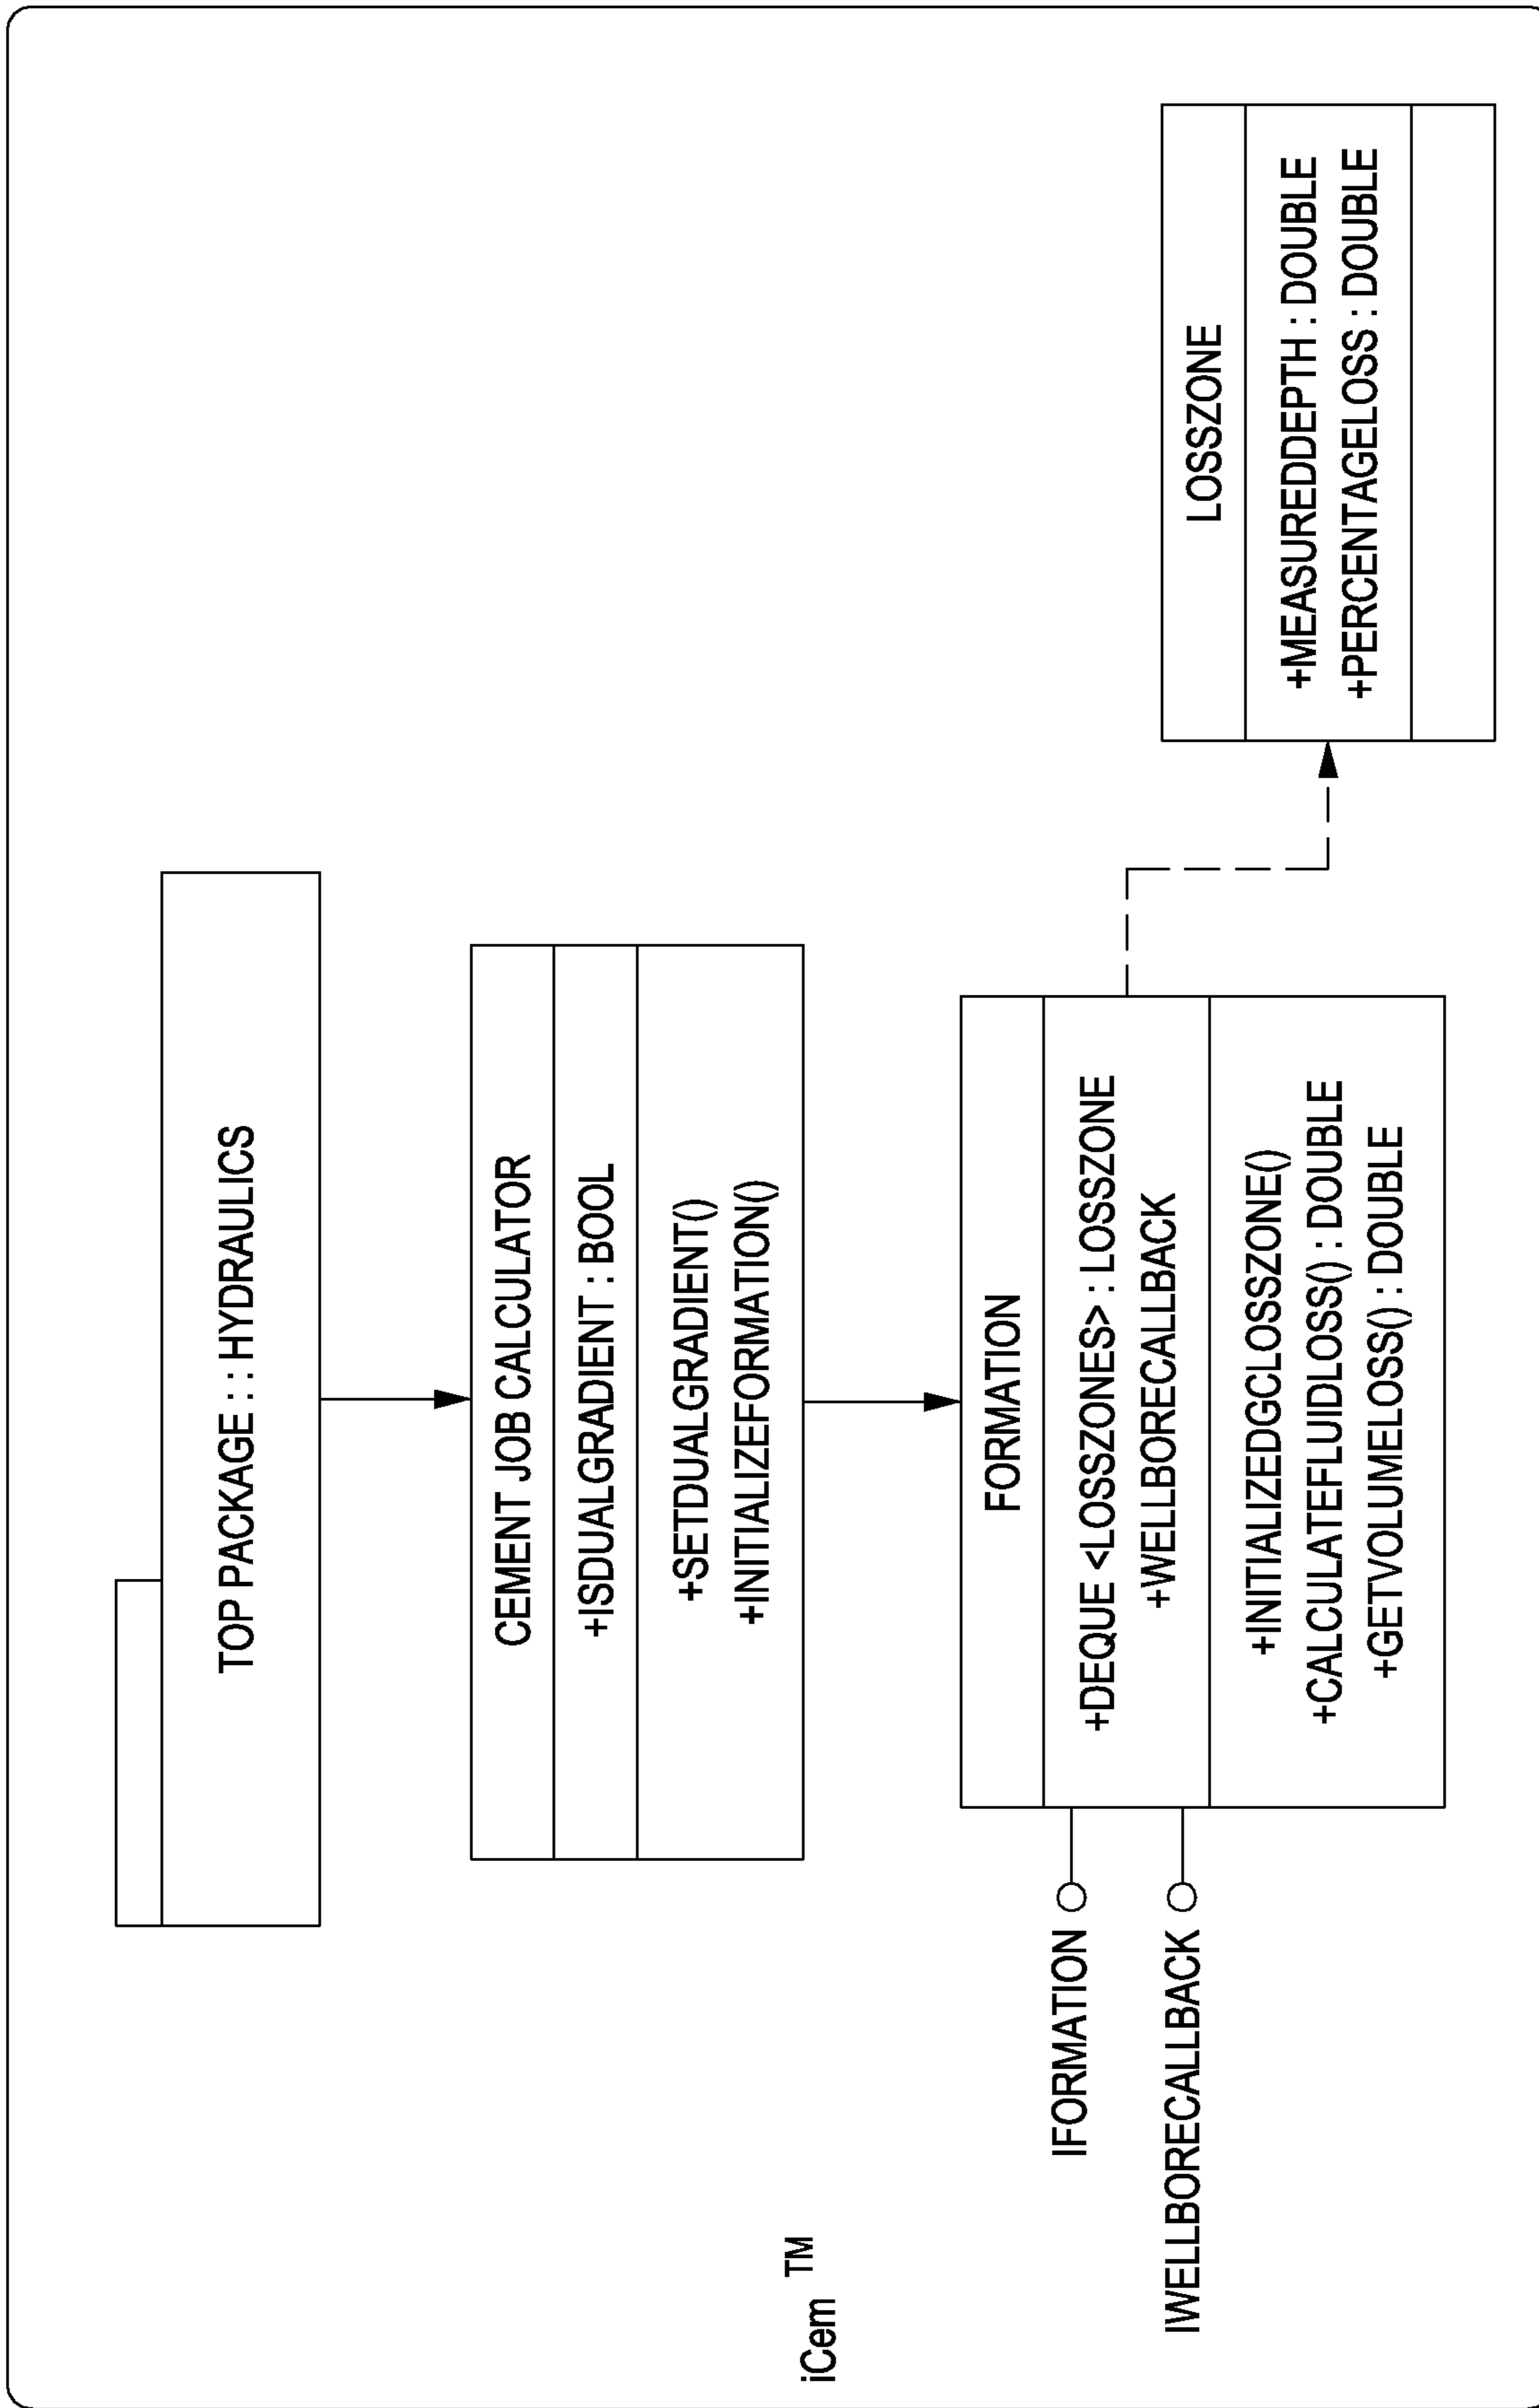 TOP PACKAGE : : HYDRAULICS
CEMENT JOB CALCULATOR
+ISDUALGRADIENT : BOOL
+SETDUALGRADIENT()
+INITIALIZEFORMATION()
iCem TM
FORMATION
+DEQUE <LOSSZONES> : LOSSZONE
+WELLBORECALLBACK
+INITIALIZEDGCLOSSZONE()
+CALCULATEFLUIDLOSS() : DOUBLE
+GETVOLUMELOSS() : DOUBLE
IFORMATION
IWELLBORECALLBACK
LOSSZONE
+MEASUREDDEPTH : DOUBLE
+PERCENTAGELOSS : DOUBLE